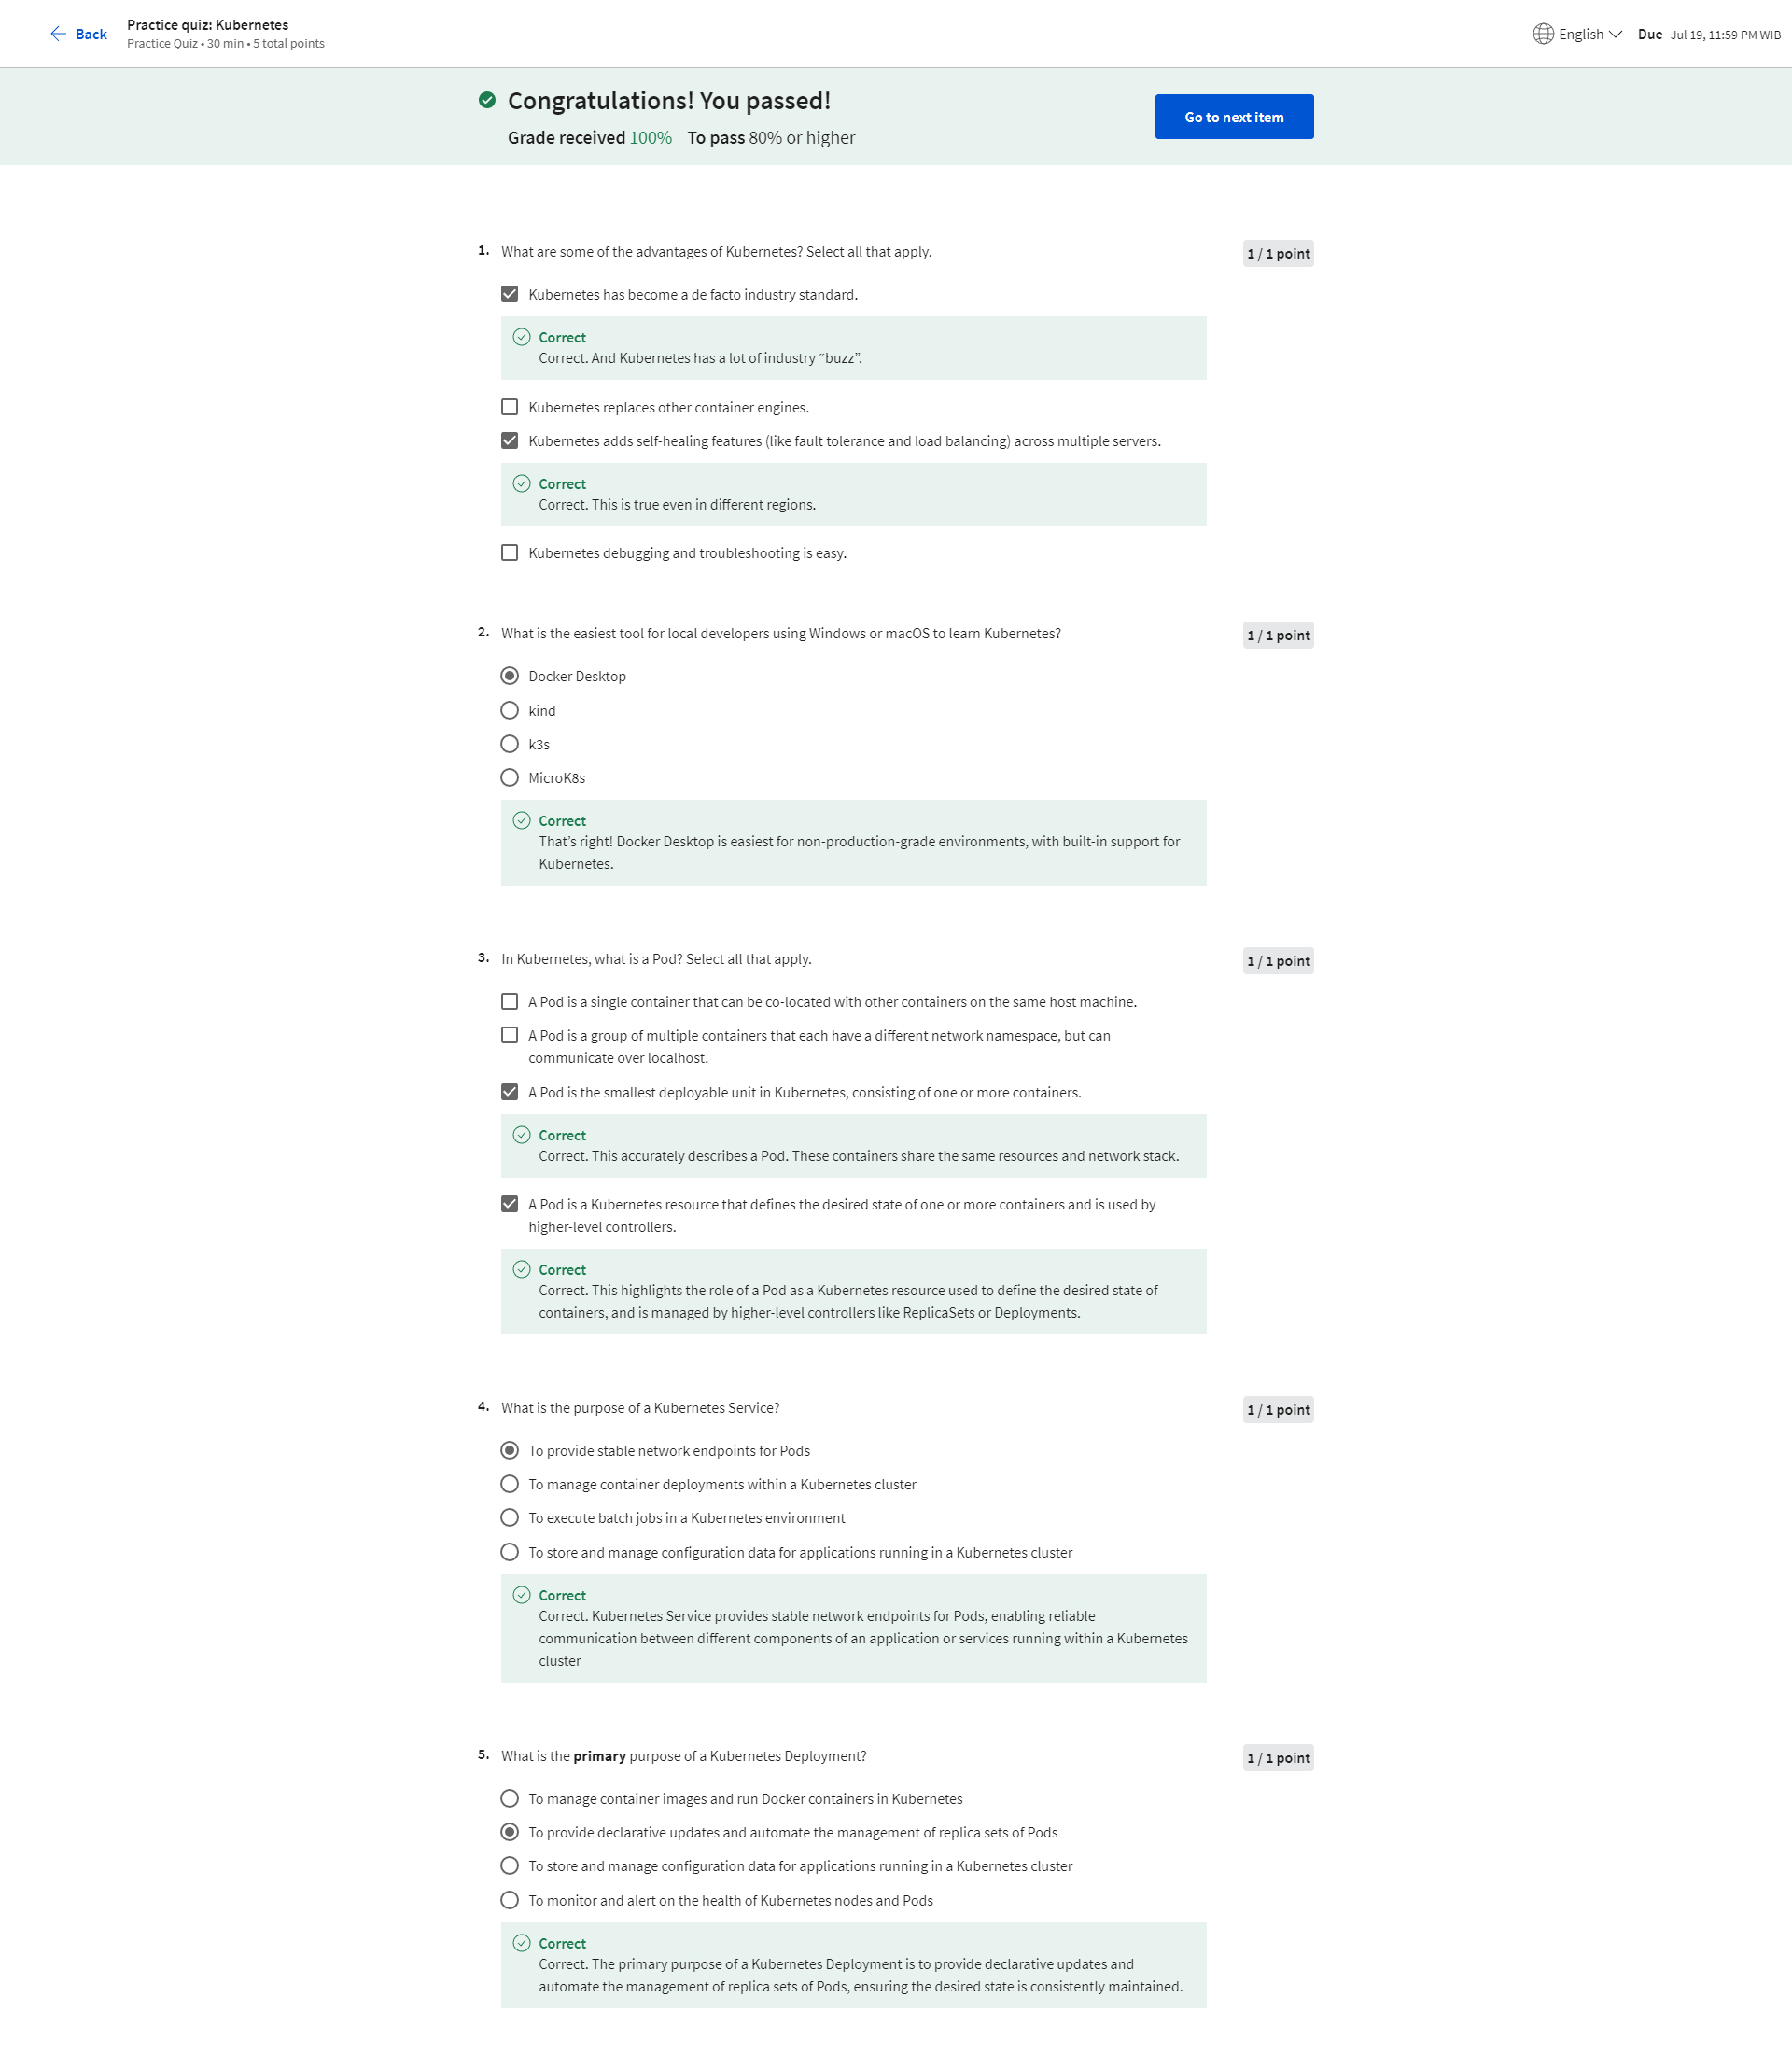 Back
Practice quiz: Kubernetes
Practice Quiz • 30 min • 5 total points
English
Due Jul 19, 11:59 PM WIB
Congratulations! You passed!
Grade received 100% To pass 80% or higher
Go to next item
1. What are some of the advantages of Kubernetes? Select all that apply.
1 / 1 point
Kubernetes has become a de facto industry standard.
Correct
Correct. And Kubernetes has a lot of industry “buzz”.
Kubernetes replaces other container engines.
Kubernetes adds self-healing features (like fault tolerance and load balancing) across multiple servers.
Correct
Correct. This is true even in different regions.
Kubernetes debugging and troubleshooting is easy.
2. What is the easiest tool for local developers using Windows or macOS to learn Kubernetes?
1 / 1 point
Docker Desktop
kind
k3s
MicroK8s
Correct
That’s right! Docker Desktop is easiest for non-production-grade environments, with built-in support for
Kubernetes.
3. In Kubernetes, what is a Pod? Select all that apply.
1 / 1 point
A Pod is a single container that can be co-located with other containers on the same host machine.
A Pod is a group of multiple containers that each have a different network namespace, but can
communicate over localhost.
A Pod is the smallest deployable unit in Kubernetes, consisting of one or more containers.
Correct
Correct. This accurately describes a Pod. These containers share the same resources and network stack.
A Pod is a Kubernetes resource that defines the desired state of one or more containers and is used by
higher-level controllers.
Correct
Correct. This highlights the role of a Pod as a Kubernetes resource used to define the desired state of
containers, and is managed by higher-level controllers like ReplicaSets or Deployments.
4. What is the purpose of a Kubernetes Service?
1 / 1 point
To provide stable network endpoints for Pods
To manage container deployments within a Kubernetes cluster
To execute batch jobs in a Kubernetes environment
To store and manage configuration data for applications running in a Kubernetes cluster
Correct
Correct. Kubernetes Service provides stable network endpoints for Pods, enabling reliable
communication between different components of an application or services running within a Kubernetes
cluster
5. What is the primary purpose of a Kubernetes Deployment?
1 / 1 point
To manage container images and run Docker containers in Kubernetes
To provide declarative updates and automate the management of replica sets of Pods
To store and manage configuration data for applications running in a Kubernetes cluster
To monitor and alert on the health of Kubernetes nodes and Pods
Correct
Correct. The primary purpose of a Kubernetes Deployment is to provide declarative updates and
automate the management of replica sets of Pods, ensuring the desired state is consistently maintained.